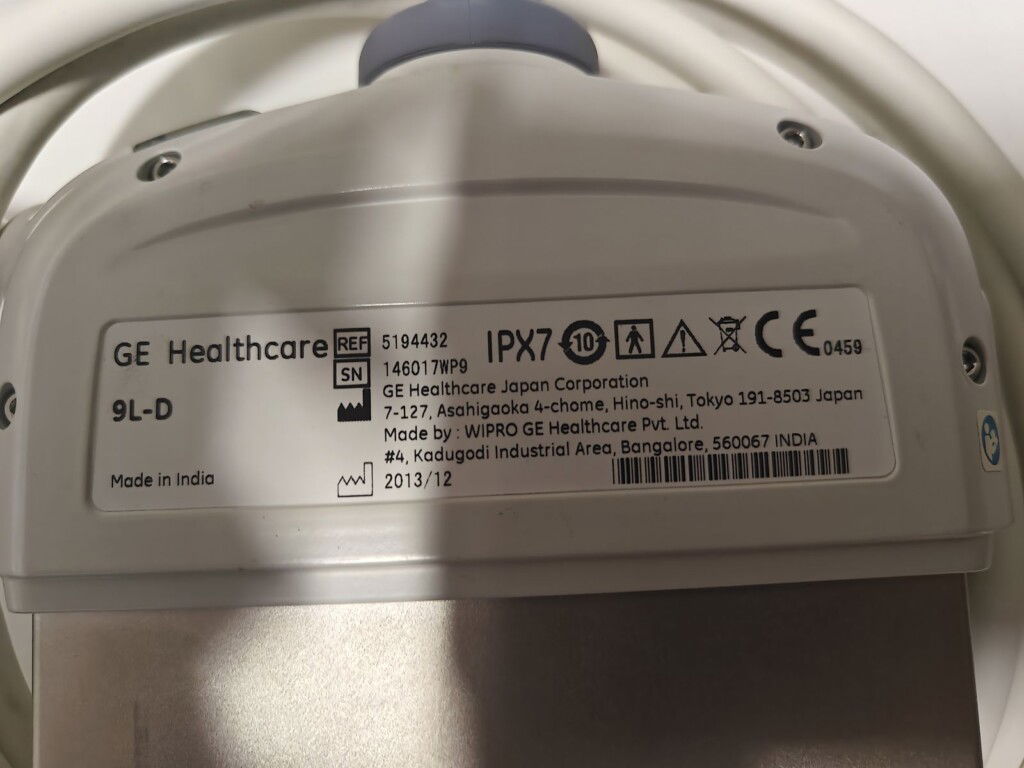 GE Healthcare
9L-D
Made in India
REF 5194432
SN 146017WP9
IPX7 10 CE 0459
GE Healthcare Japan Corporation
7-127, Asahigaoka 4-chome, Hino-shi, Tokyo 191-8503 Japan
Made by : WIPRO GE Healthcare Pvt. Ltd.
#4, Kadugodi Industrial Area, Bangalore, 560067 INDIA
2013/12